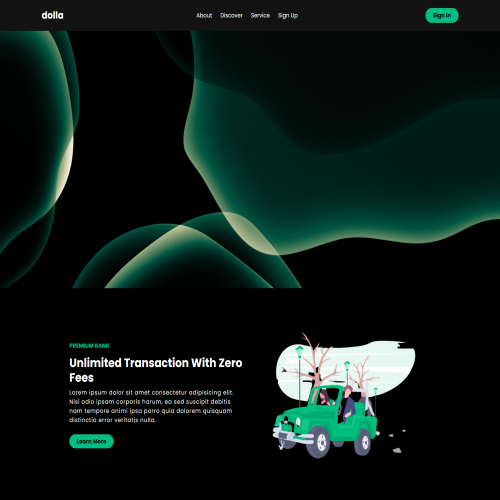 dolla
About Discover Service Sign Up
Sign In
PREMIUM BANK
Unlimited Transaction With Zero
Fees
Lorem ipsum dolor sit amet consectetur adipisicing elit.
Nisi odio ipsam corporis harum, ea sed suscipit debitis
nam tempore animi ipsa porro quia dolorem quisquam
distinctio error veritatis nulla.
Learn More